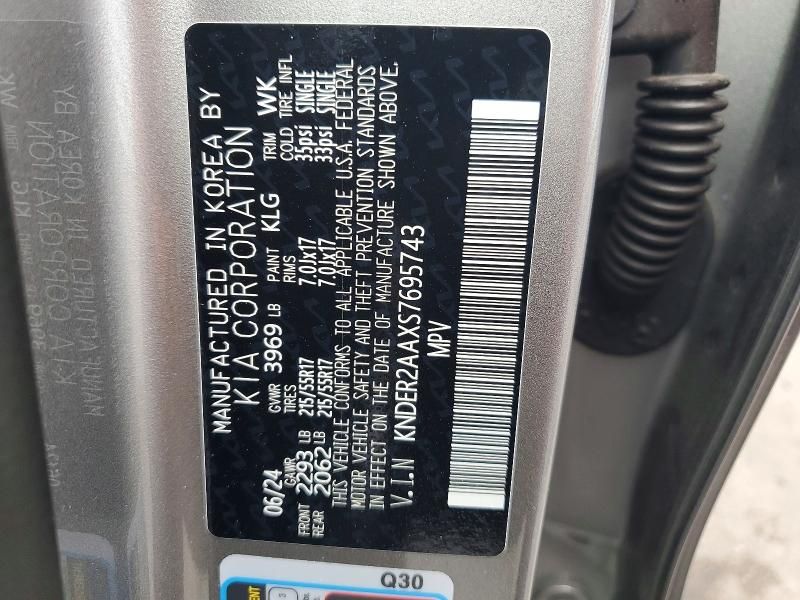 MANUFACTURED IN KOREA BY
KIA CORPORATION
06/24 GVWR 3969 LB PAINT KLG TRIM WK
GAWR TIRES RIMS COLD TIRE INFL
FRONT 2293 LB 215/55R17 7.0Jx17 35psi SINGLE
REAR 2062 LB 215/55R17 7.0Jx17 33psi SINGLE
THIS VEHICLE CONFORMS TO ALL APPLICABLE U.S.A. FEDERAL
MOTOR VEHICLE SAFETY AND THEFT PREVENTION STANDARDS
IN EFFECT ON THE DATE OF MANUFACTURE SHOWN ABOVE.
V.I.N KNDER2AAXS7695743
MPV
Q30